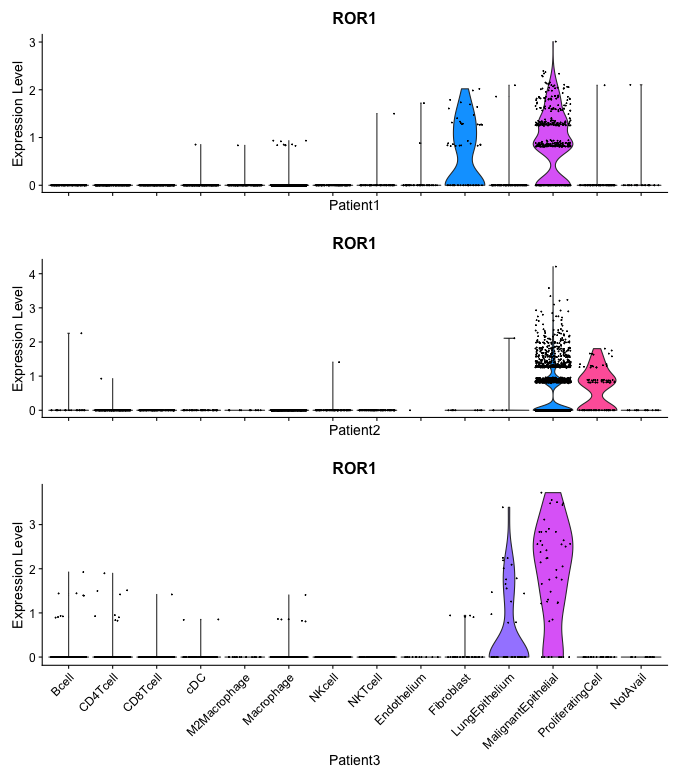 ROR1
Expression Level
3
2
1
0
Patient1
ROR1
Expression Level
4
3
2
1
0
Patient2
ROR1
Expression Level
3
2
1
0
Bcell
CD4Tcell
CD8Tcell
cDC
M2Macrophage
Macrophage
NKcell
NKTcell
Endothelium
Fibroblast
LungEpithelium
MalignantEpithelial
ProliferatingCell
NotAvail
Patient3